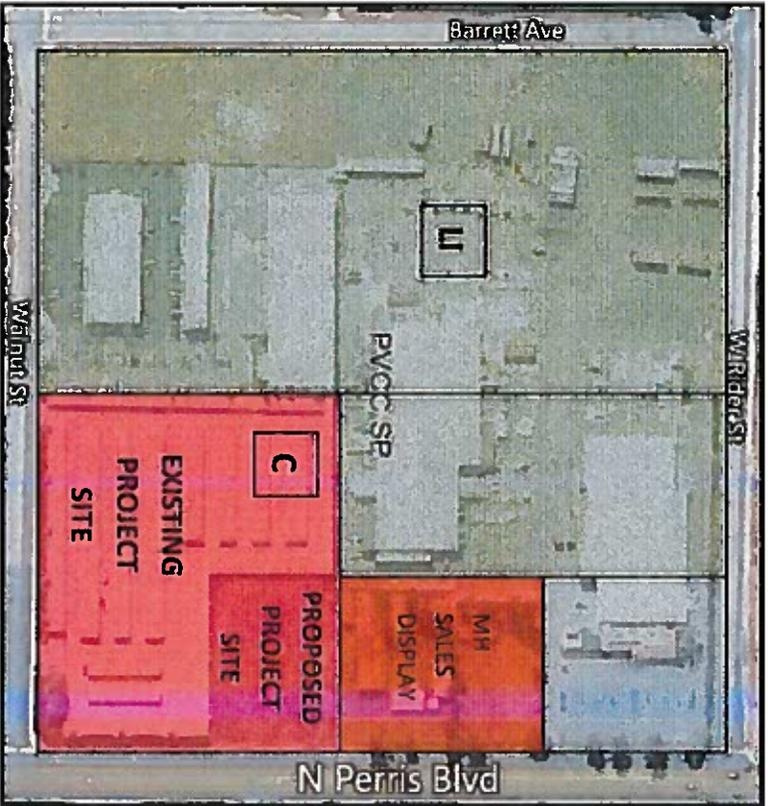 Barrett Ave
LI
Walnut St
W Rider St
PVCC SP
C
EXISTING
PROJECT
SITE
PROPOSED
PROJECT
SITE
MH
SALES
DISPLAY
N Perris Blvd